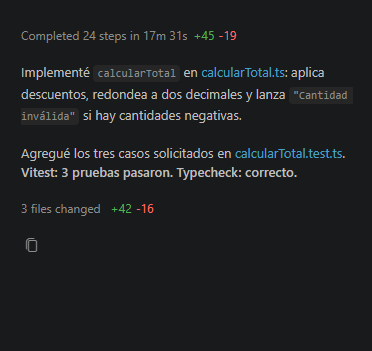 Completed 24 steps in 17m 31s +45 -19
Implementé calcularTotal en calcularTotal.ts: aplica
descuentos, redondea a dos decimales y lanza "Cantidad
inválida" si hay cantidades negativas.
Agregué los tres casos solicitados en calcularTotal.test.ts.
Vitest: 3 pruebas pasaron. Typecheck: correcto.
3 files changed +42 -16